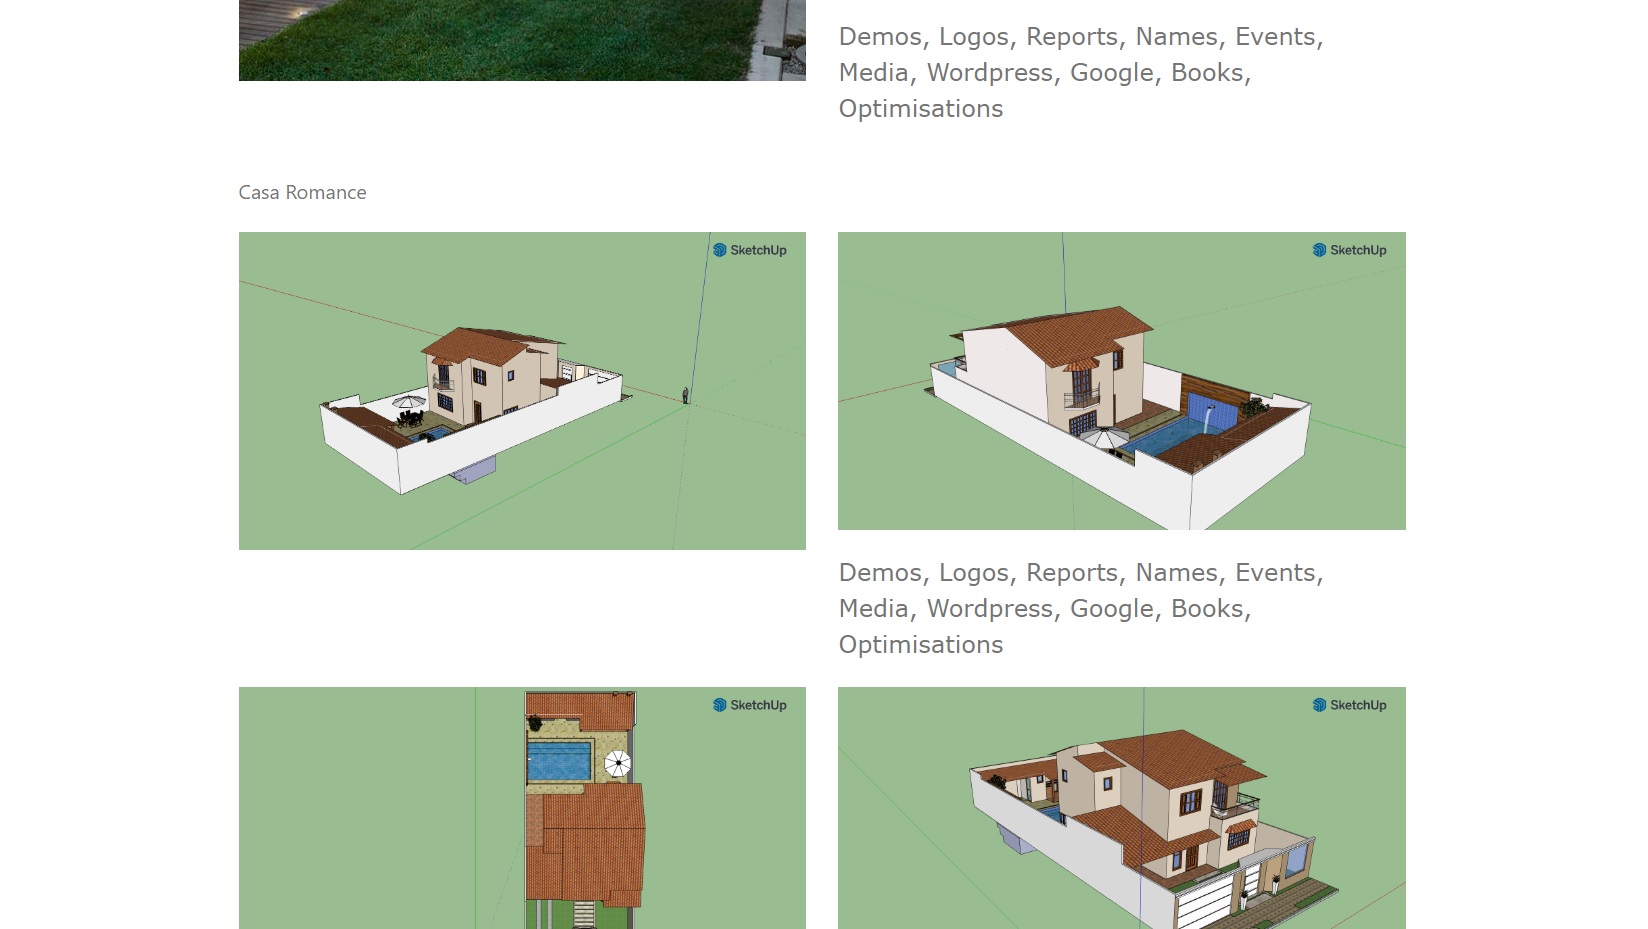 Demos, Logos, Reports, Names, Events,
Media, Wordpress, Google, Books,
Optimisations
Casa Romance
SketchUp
SketchUp
Demos, Logos, Reports, Names, Events,
Media, Wordpress, Google, Books,
Optimisations
SketchUp
SketchUp